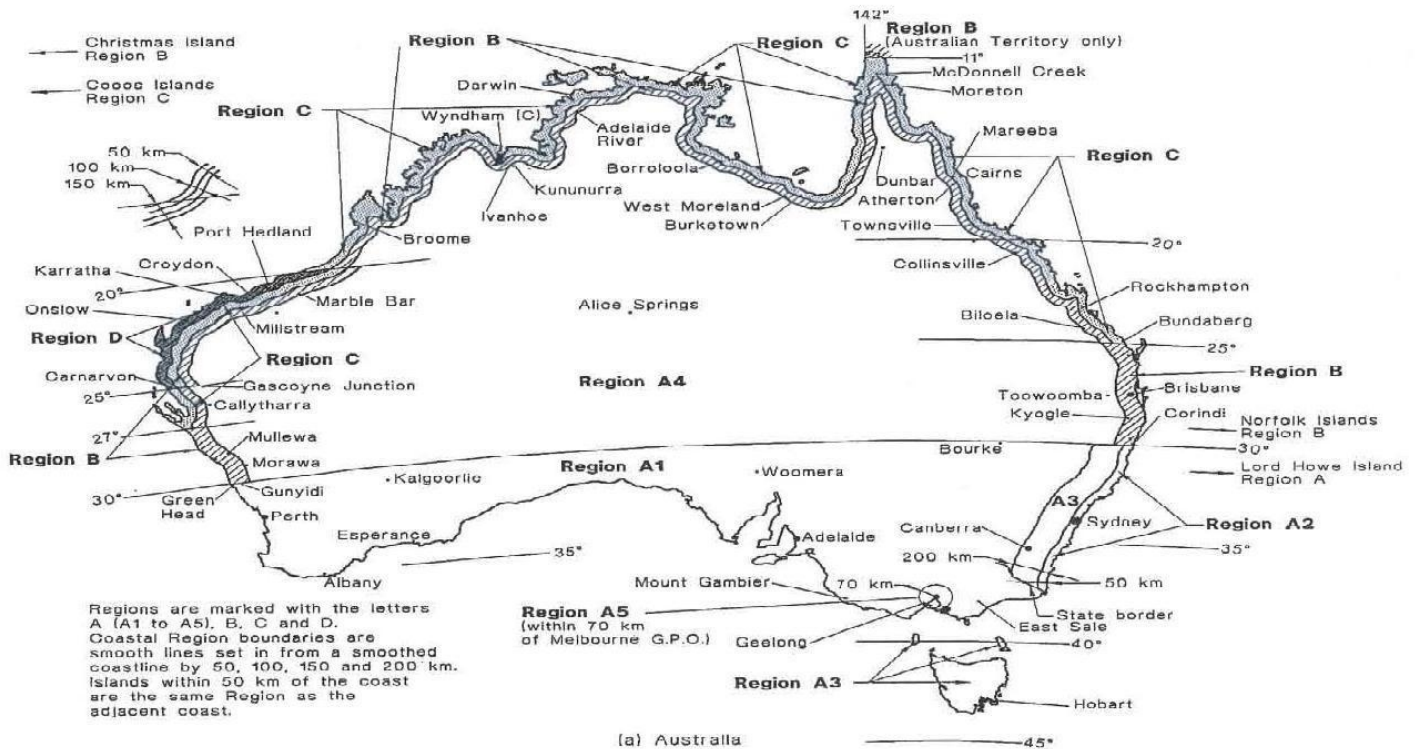 142°
Region B
(Australian Territory only)
11°
Christmas Island
Region B
Cocos Islands
Region C
Region B
Region C
McDonnell Creek
Moreton
Darwin
Region C
Wyndham (C)
Adelaide
River
Mareeba
Region C
50 km
100 km
150 km
Borroloola
Cairns
Dunbar
Kununurra
Atherton
Ivanhoe
West Moreland
Burketown
Townsville
Port Hedland
Broome
20°
Croydon
Collinsville
Karratha
20°
Marble Bar
Alice Springs
Rockhampton
Onslow
Millstream
Biloela
Bundaberg
Region D
25°
Region C
Carnarvon
Gascoyne Junction
Region A4
Region B
25°
Callytharra
Toowoomba
Brisbane
Kyogle
Corindi
27°
Norfolk Islands
Region B
Mullewa
Bourke
30°
Region B
Morawa
Region A1
Woomera
Lord Howe Island
Region A
30°
Kalgoorlie
Green
Head
Gunyidi
A3
Perth
Sydney
Region A2
Esperance
Canberra
Adelaide
35°
35°
200 km
Albany
Mount Gambier
70 km
50 km
Regions are marked with the letters
A (A1 to A5), B, C and D.
Coastal Region boundaries are
smooth lines set in from a smoothed
coastline by 50, 100, 150 and 200 km.
Islands within 50 km of the coast
are the same Region as the
adjacent coast.
Region A5
(within 70 km
of Melbourne G.P.O.)
State border
East Sale
Geelong
40°
Region A3
Hobart
(a) Australia
45°